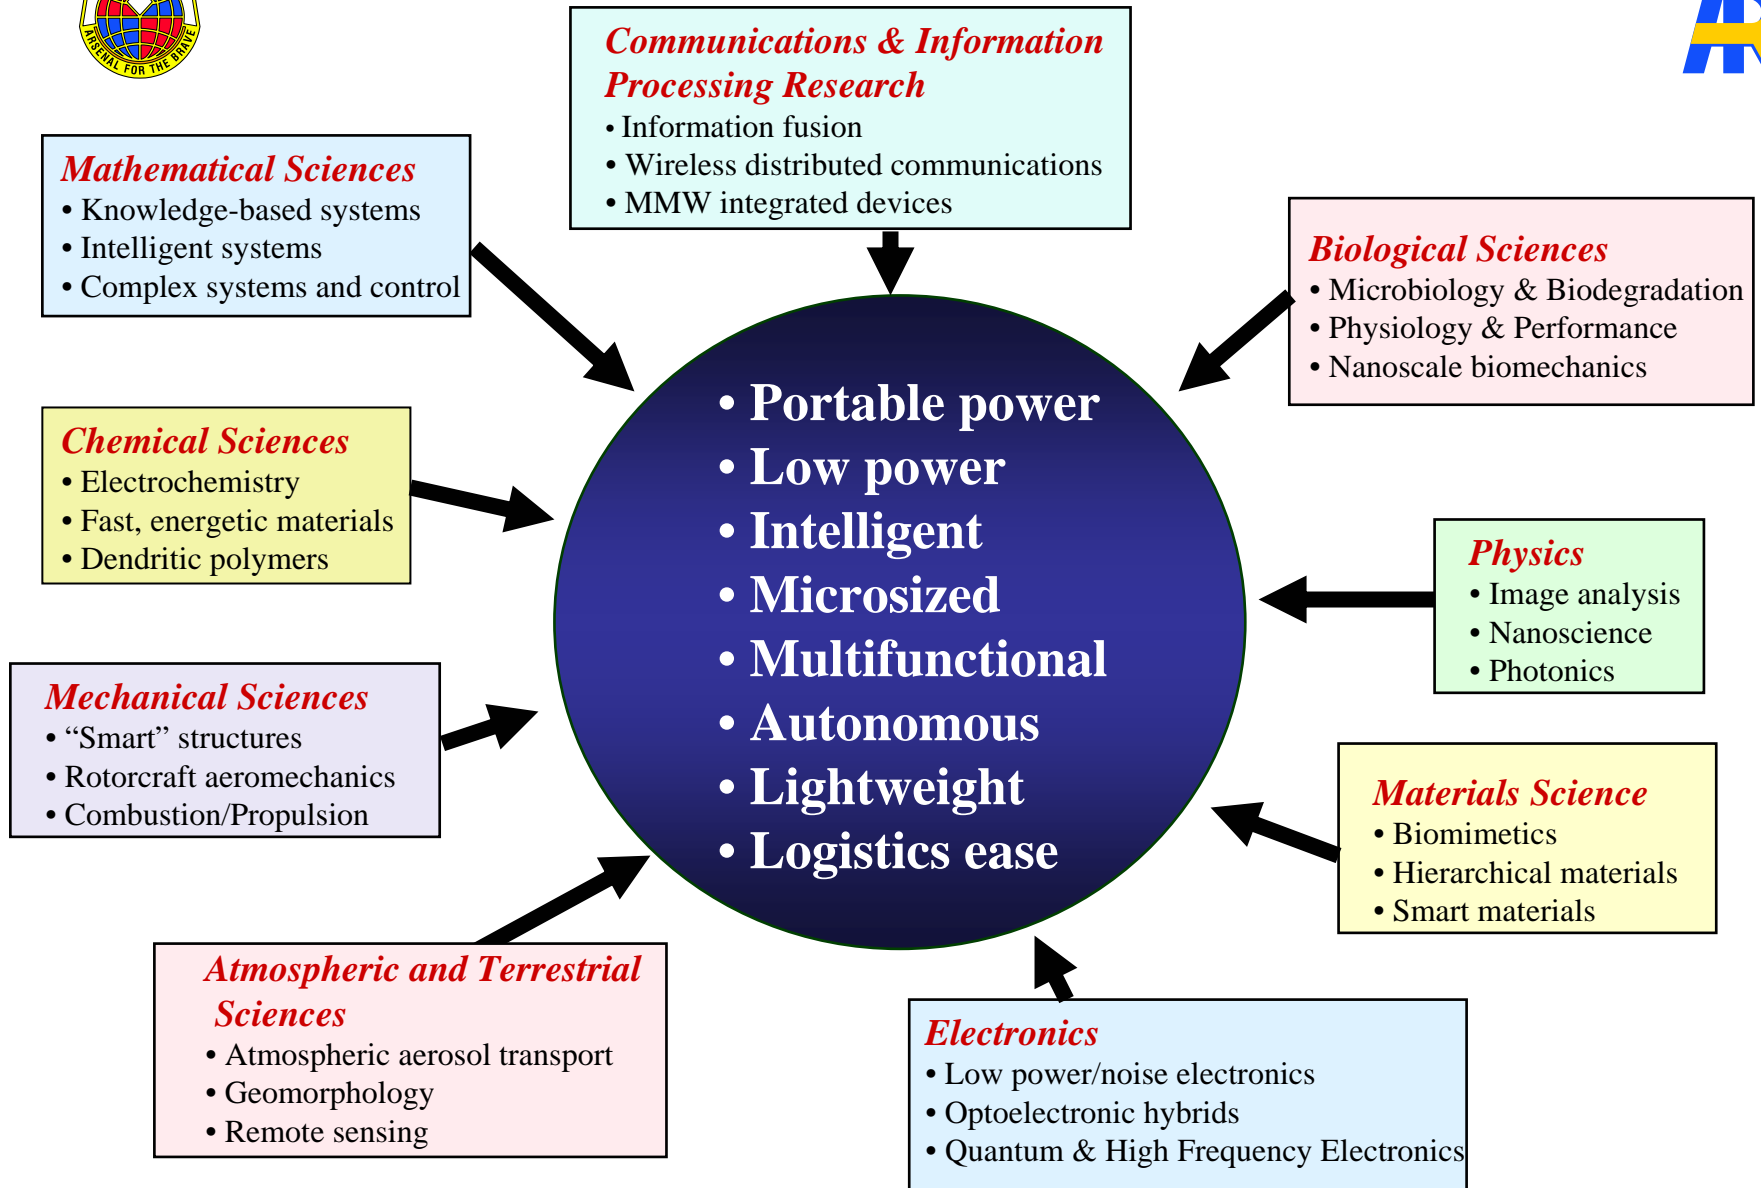 ARSENAL FOR THE BRAVE
AR
Communications & Information
Processing Research
• Information fusion
• Wireless distributed communications
• MMW integrated devices
Mathematical Sciences
• Knowledge-based systems
• Intelligent systems
• Complex systems and control
Biological Sciences
• Microbiology & Biodegradation
• Physiology & Performance
• Nanoscale biomechanics
Chemical Sciences
• Electrochemistry
• Fast, energetic materials
• Dendritic polymers
• Portable power
• Low power
• Intelligent
• Microsized
• Multifunctional
• Autonomous
• Lightweight
• Logistics ease
Physics
• Image analysis
• Nanoscience
• Photonics
Mechanical Sciences
• “Smart” structures
• Rotorcraft aeromechanics
• Combustion/Propulsion
Materials Science
• Biomimetics
• Hierarchical materials
• Smart materials
Atmospheric and Terrestrial
Sciences
• Atmospheric aerosol transport
• Geomorphology
• Remote sensing
Electronics
• Low power/noise electronics
• Optoelectronic hybrids
• Quantum & High Frequency Electronics